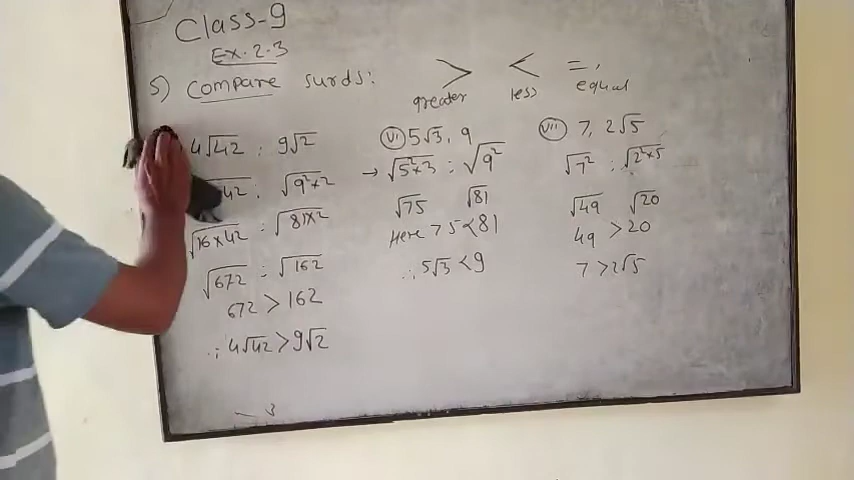 Class-9
Ex. 2.3
5) Compare surds: > < = ,
greater less equal
4√42 : 9√2
42 : √9²×2
√16×42 : √81×2
√672 : √162
672 > 162
∴ 4√42 > 9√2
(vi) 5√3, 9
→ √5²×3 : √9²
√75 √81
Here 75 < 81
∴ 5√3 < 9
(vii) 7, 2√5
√7² : √2²×5
√49 √20
49 > 20
7 > 2√5